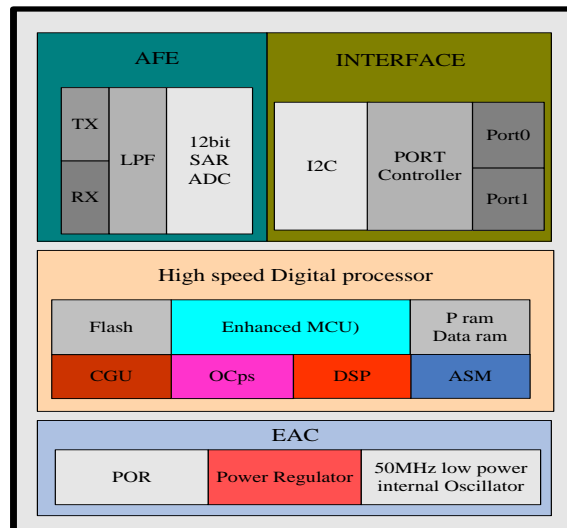 AFE
INTERFACE
TX
RX
LPF
12bit
SAR
ADC
I2C
PORT
Controller
Port0
Port1
High speed Digital processor
Flash
Enhanced MCU)
P ram
Data ram
CGU
OCps
DSP
ASM
EAC
POR
Power Regulator
50MHz low power
internal Oscillator